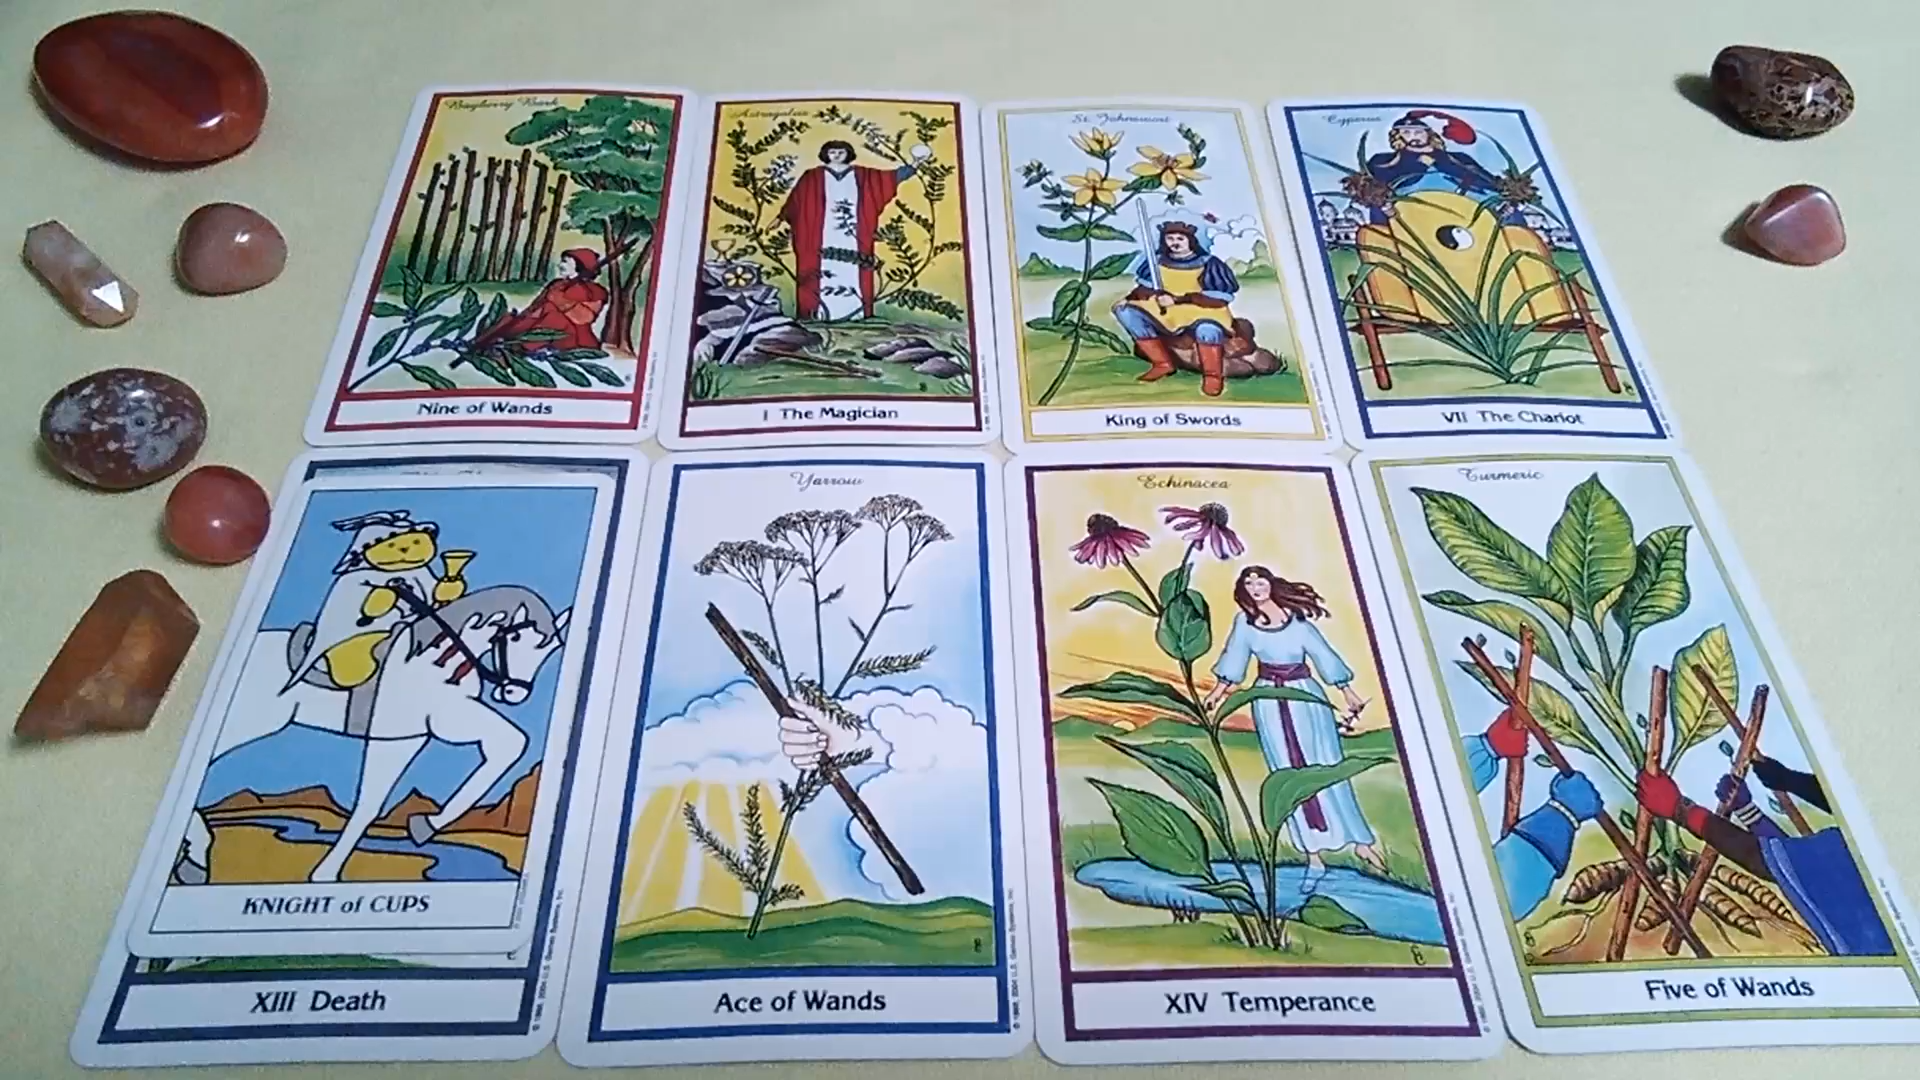 Bayberry Bark
Astragalus
St. Johnswort
Cyperus
Nine of Wands
I The Magician
King of Swords
VII The Chariot
Yarrow
Echinacea
Turmeric
KNIGHT of CUPS
XIII Death
Ace of Wands
XIV Temperance
Five of Wands